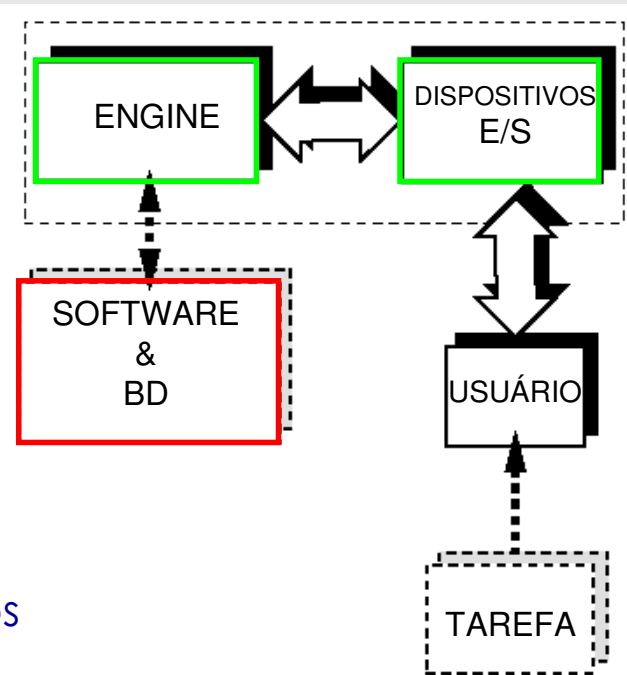 ENGINE
DISPOSITIVOS
E/S
SOFTWARE
&
BD
USUÁRIO
TAREFA